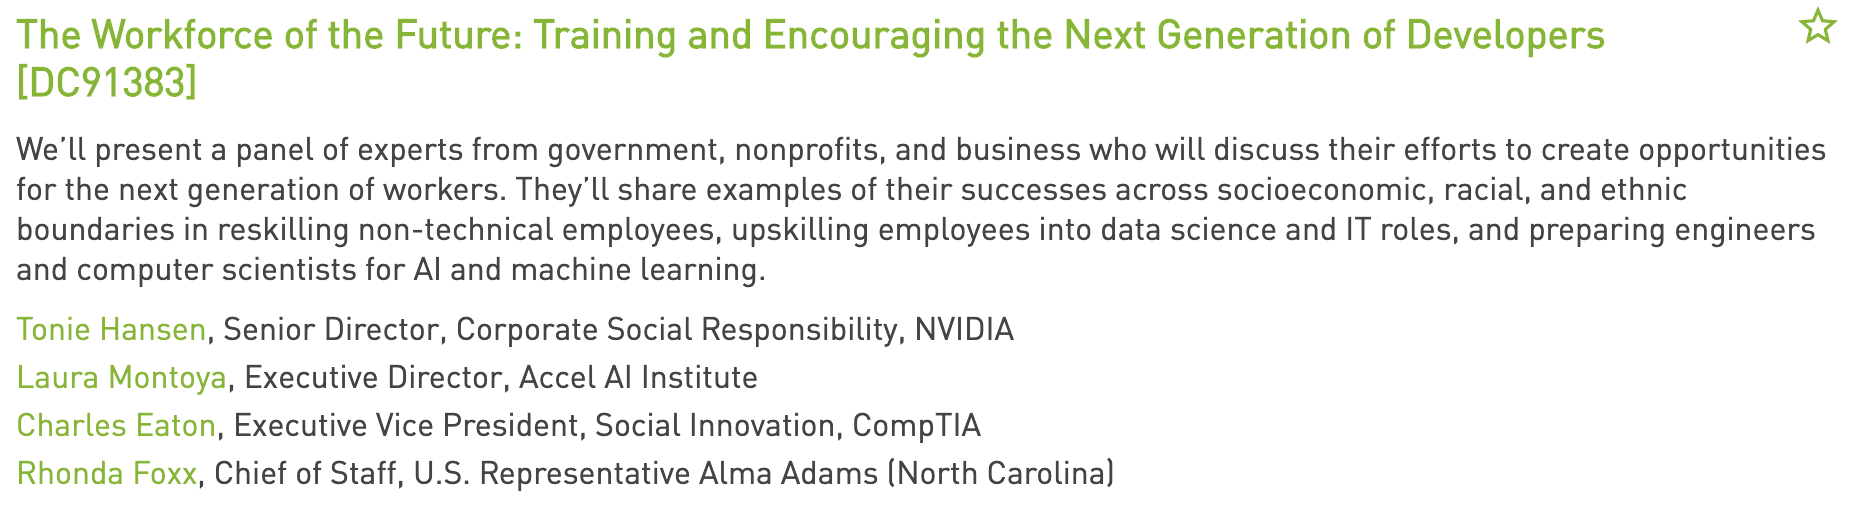 The Workforce of the Future: Training and Encouraging the Next Generation of Developers
[DC91383]
We’ll present a panel of experts from government, nonprofits, and business who will discuss their efforts to create opportunities
for the next generation of workers. They’ll share examples of their successes across socioeconomic, racial, and ethnic
boundaries in reskilling non-technical employees, upskilling employees into data science and IT roles, and preparing engineers
and computer scientists for AI and machine learning.
Tonie Hansen, Senior Director, Corporate Social Responsibility, NVIDIA
Laura Montoya, Executive Director, Accel AI Institute
Charles Eaton, Executive Vice President, Social Innovation, CompTIA
Rhonda Foxx, Chief of Staff, U.S. Representative Alma Adams (North Carolina)